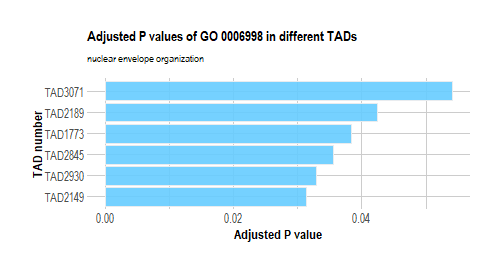 Adjusted P values of GO 0006998 in different TADs
nuclear envelope organization
TAD number
TAD3071
TAD2189
TAD1773
TAD2845
TAD2930
TAD2149
0.00 0.02 0.04
Adjusted P value